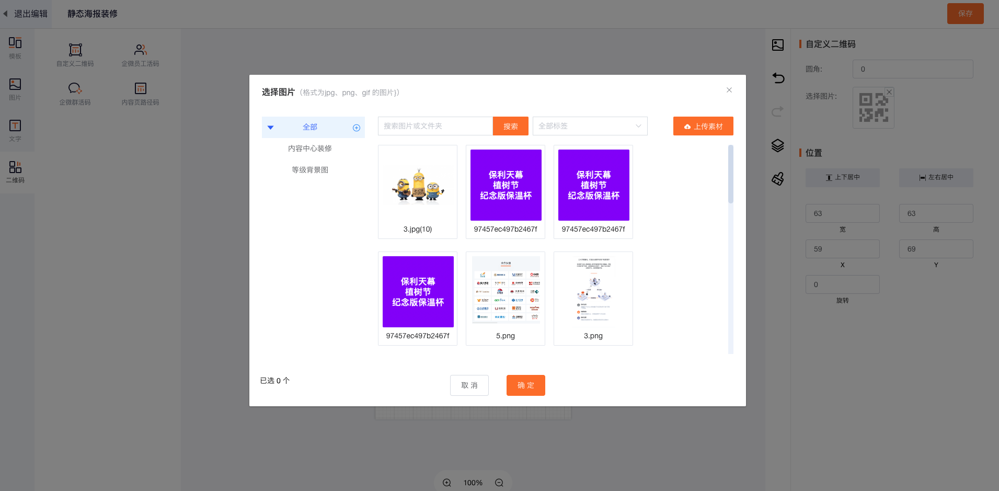 退出编辑
静态海报装修
保存
模板
图片
文字
二维码
自定义二维码
企微员工活码
企微群活码
内容页路径码
选择图片（格式为jpg、png、gif 的图片}）
全部
内容中心装修
等级背景图
搜索图片或文件夹
搜索
全部标签
上传素材
3.jpg(10)
保利天幕
植树节
纪念版保温杯
97457ec497b2467f
保利天幕
植树节
纪念版保温杯
97457ec497b2467f
保利天幕
植树节
纪念版保温杯
97457ec497b2467f
合作伙伴
5.png
3.png
已选 0 个
取 消
确 定
100%
自定义二维码
圆角:
0
选择图片:
位置
上下居中
左右居中
63
63
宽
高
59
69
X
Y
0
旋转